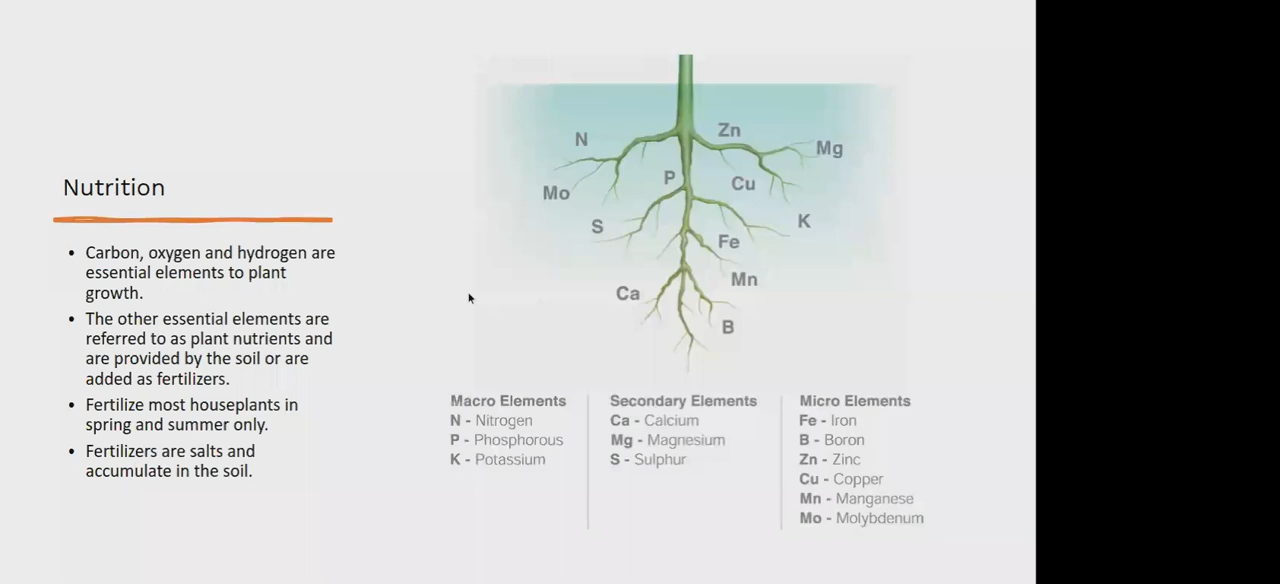 Nutrition
• Carbon, oxygen and hydrogen are
essential elements to plant
growth.
• The other essential elements are
referred to as plant nutrients and
are provided by the soil or are
added as fertilizers.
• Fertilize most houseplants in
spring and summer only.
• Fertilizers are salts and
accumulate in the soil.
N
Zn
Mg
Mo
P
Cu
S
K
Fe
Ca
Mn
B
Macro Elements
N - Nitrogen
P - Phosphorous
K - Potassium
Secondary Elements
Ca - Calcium
Mg - Magnesium
S - Sulphur
Micro Elements
Fe - Iron
B - Boron
Zn - Zinc
Cu - Copper
Mn - Manganese
Mo - Molybdenum